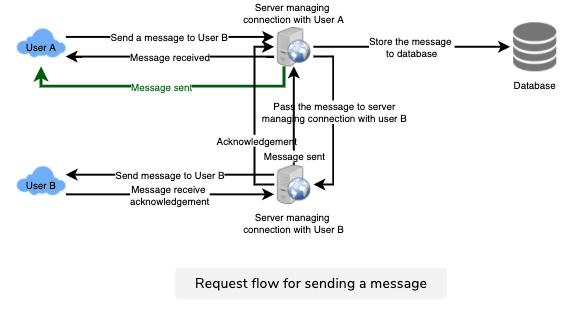 Server managing
connection with User A
Send a message to User B
User A
Message received
Store the message
to database
Message sent
Database
Pass the message to server
managing connection with user B
Acknowledgement
Message sent
Send message to User B
User B
Message receive
acknowledgement
Server managing
connection with User B
Request flow for sending a message